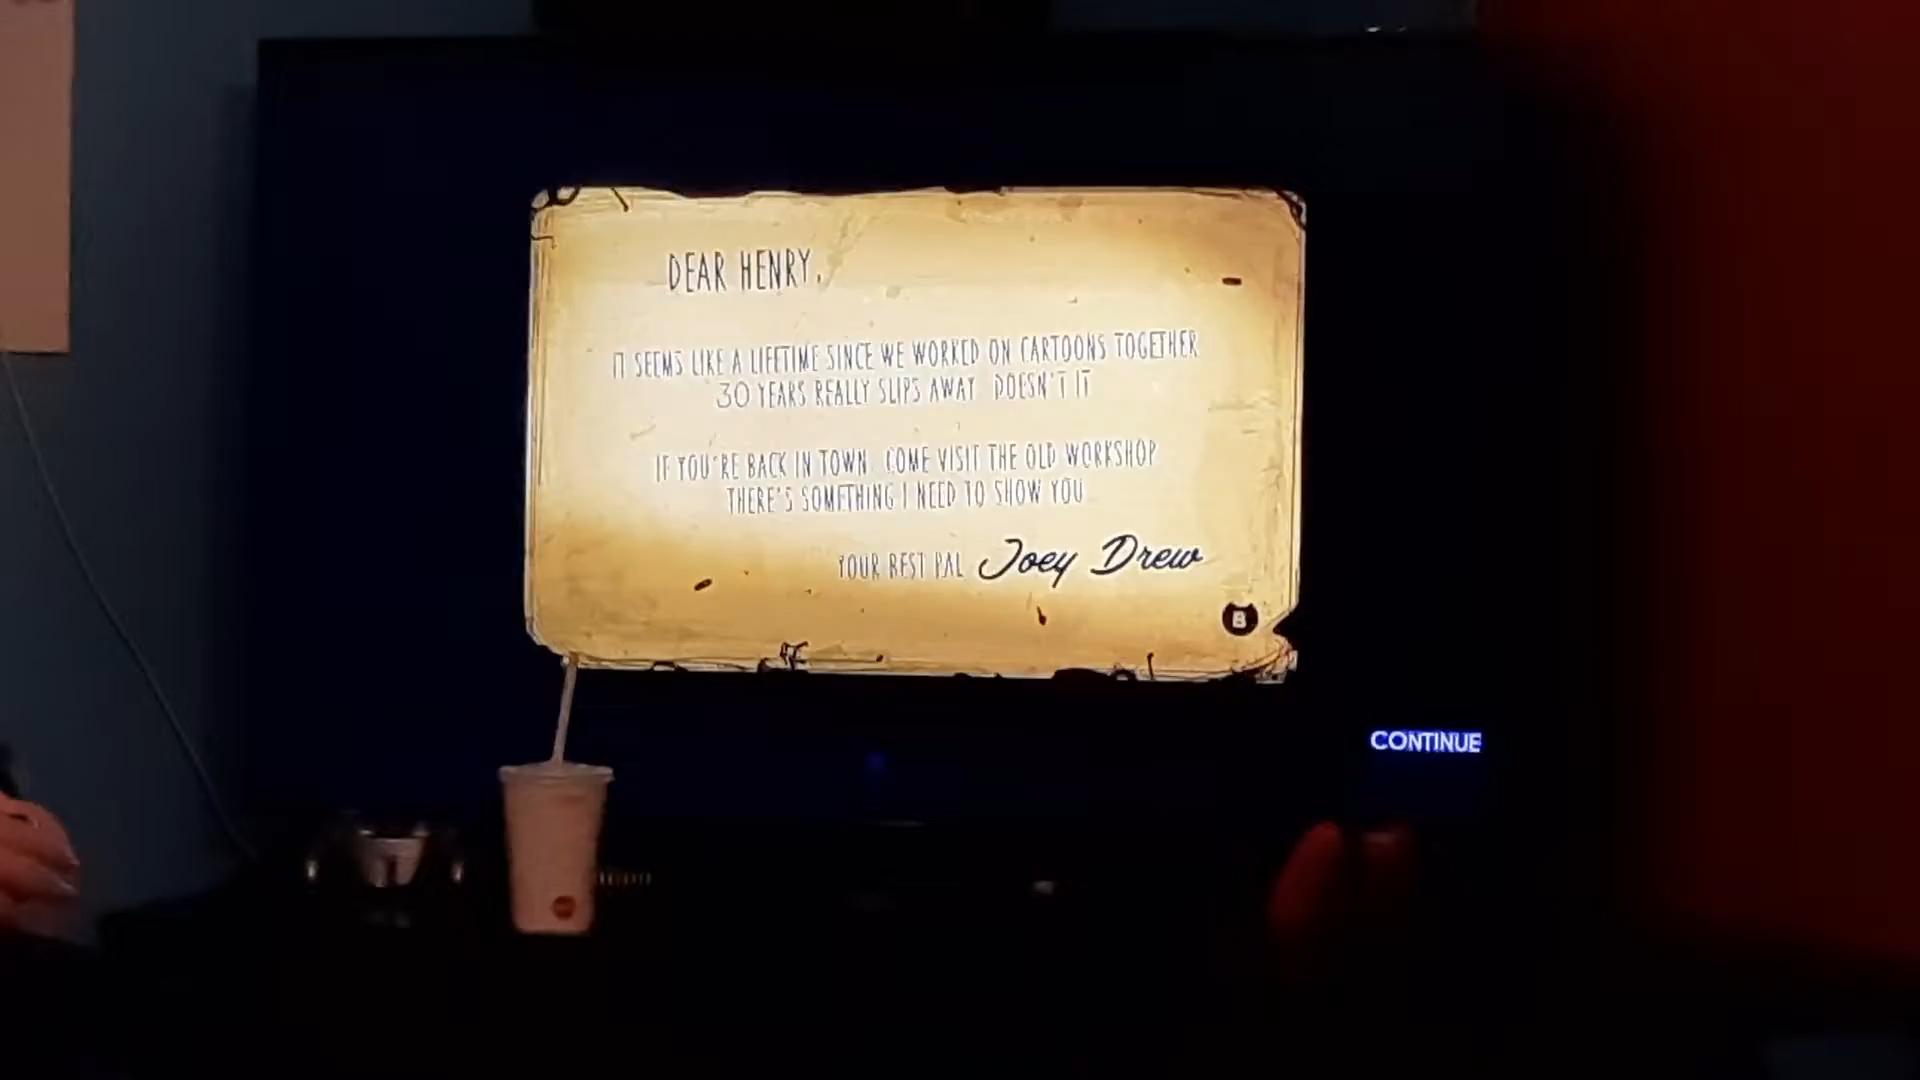 DEAR HENRY,
IT SEEMS LIKE A LIFETIME SINCE WE WORKED ON CARTOONS TOGETHER
30 YEARS REALLY SLIPS AWAY DOESN'T IT
IF YOU'RE BACK IN TOWN COME VISIT THE OLD WORKSHOP
THERE'S SOMETHING I NEED TO SHOW YOU
YOUR BEST PAL Joey Drew
B
CONTINUE